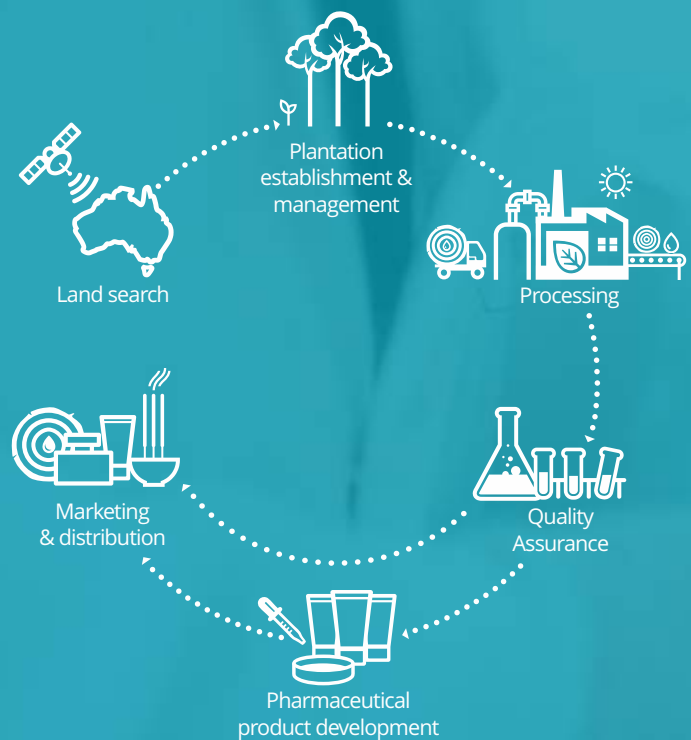 Plantation
establishment &
management
Land search
Processing
Marketing
& distribution
Quality
Assurance
Pharmaceutical
product development